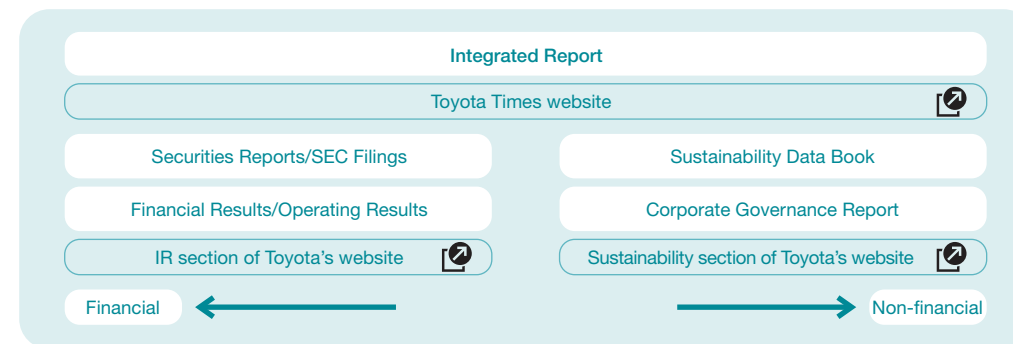 Integrated Report
Toyota Times website
Securities Reports/SEC Filings
Sustainability Data Book
Financial Results/Operating Results
Corporate Governance Report
IR section of Toyota's website
Sustainability section of Toyota's website
Financial
Non-financial